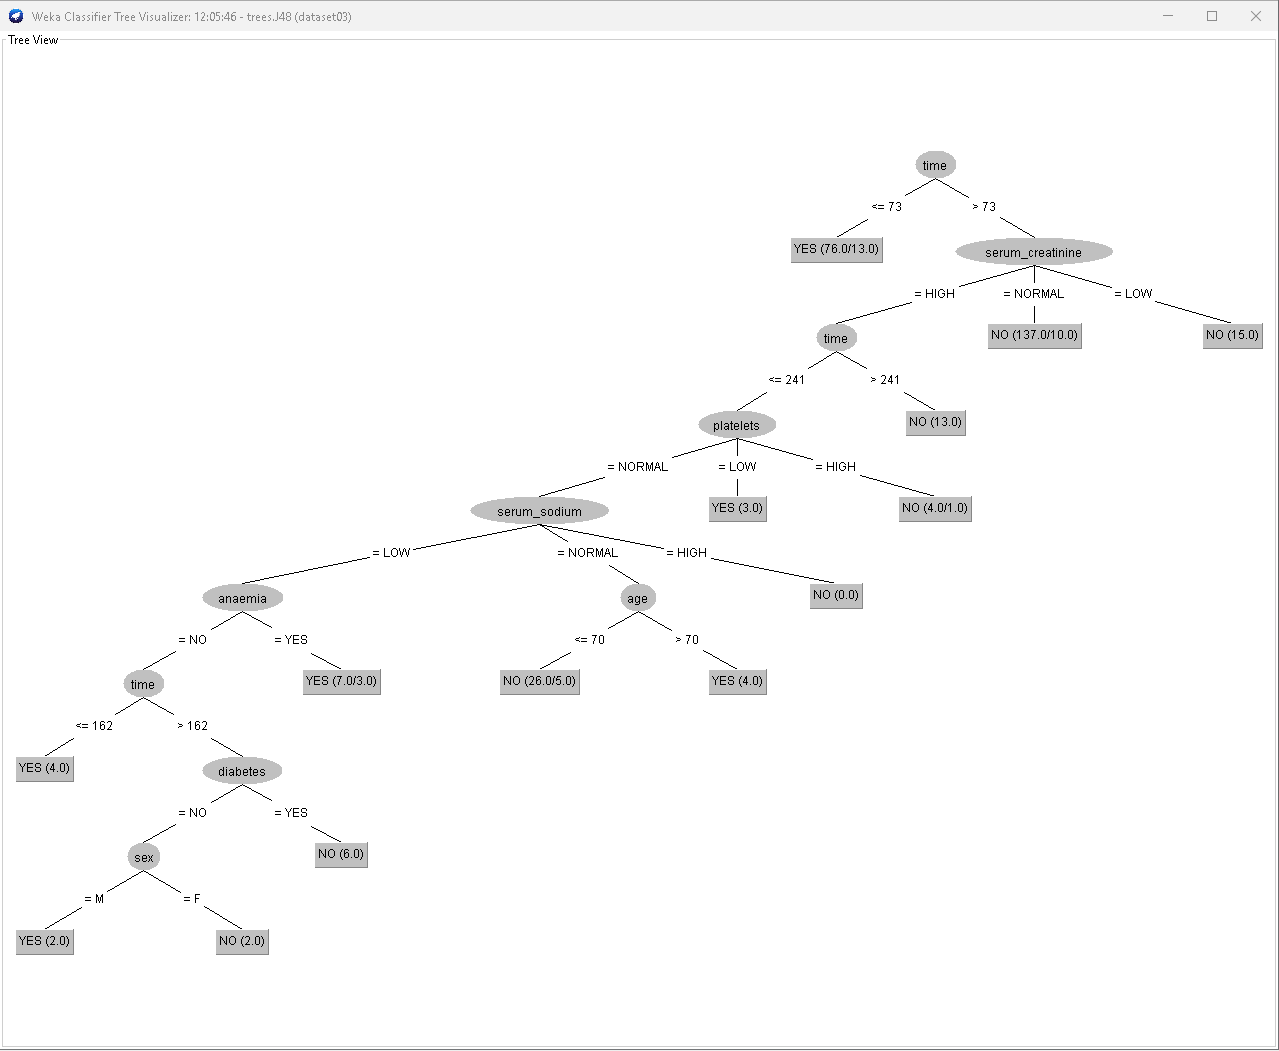 Weka Classifier Tree Visualizer: 12:05:46 - trees.J48 (dataset03)
Tree View
time
<= 73
> 73
YES (76.0/13.0)
serum_creatinine
= HIGH
= NORMAL
= LOW
time
NO (137.0/10.0)
NO (15.0)
<= 241
> 241
platelets
NO (13.0)
= NORMAL
= LOW
= HIGH
serum_sodium
YES (3.0)
NO (4.0/1.0)
= LOW
= NORMAL
= HIGH
anaemia
age
NO (0.0)
= NO
= YES
<= 70
> 70
time
YES (7.0/3.0)
NO (26.0/5.0)
YES (4.0)
<= 162
> 162
YES (4.0)
diabetes
= NO
= YES
sex
NO (6.0)
= M
= F
YES (2.0)
NO (2.0)